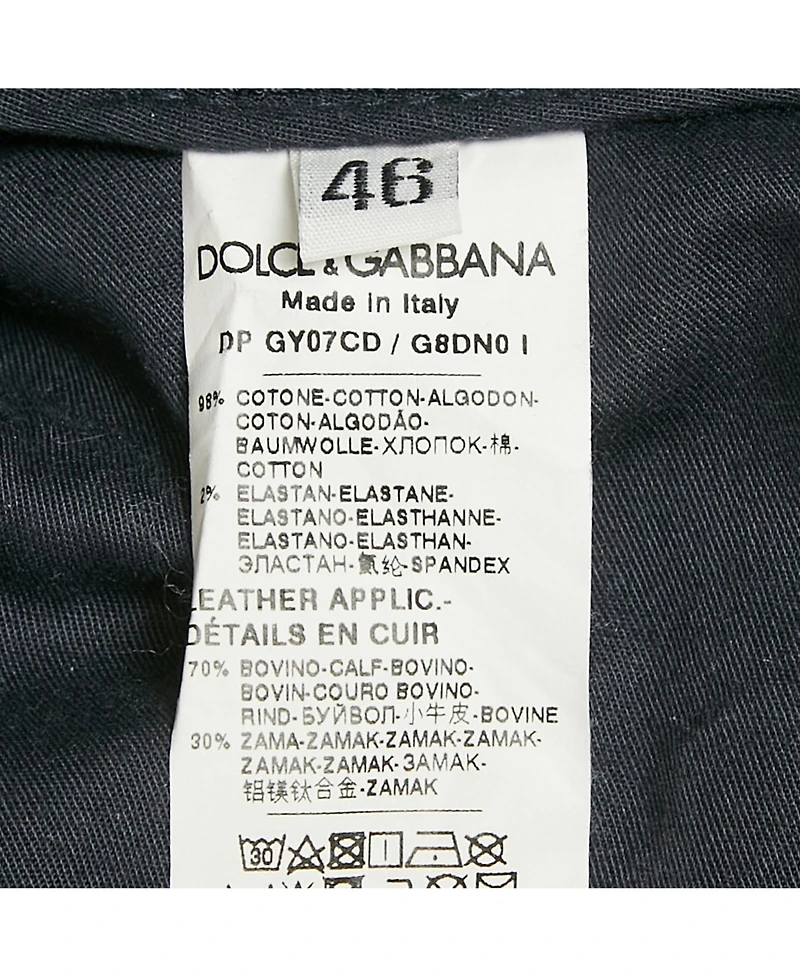 46
DOLCE & GABBANA
Made in Italy
DP GY07CD / G8DN0 I
98% COTONE-COTTON-ALGODON-
COTON-ALGODÃO-
BAUMWOLLE-ХЛОПОК-棉-
COTTON
2% ELASTAN-ELASTANE-
ELASTANO-ELASTHANNE-
ELASTANO-ELASTHAN-
ЭЛАСТАН-氨纶-SPANDEX
LEATHER APPLIC.-
DÉTAILS EN CUIR
70% BOVINO-CALF-BOVINO-
BOVIN-COURO BOVINO-
RIND-БУЙВОЛ-小牛皮-BOVINE
30% ZAMA-ZAMAK-ZAMAK-ZAMAK-
ZAMAK-ZAMAK-ЗАМАК-
铝镁钛合金-ZAMAK
30